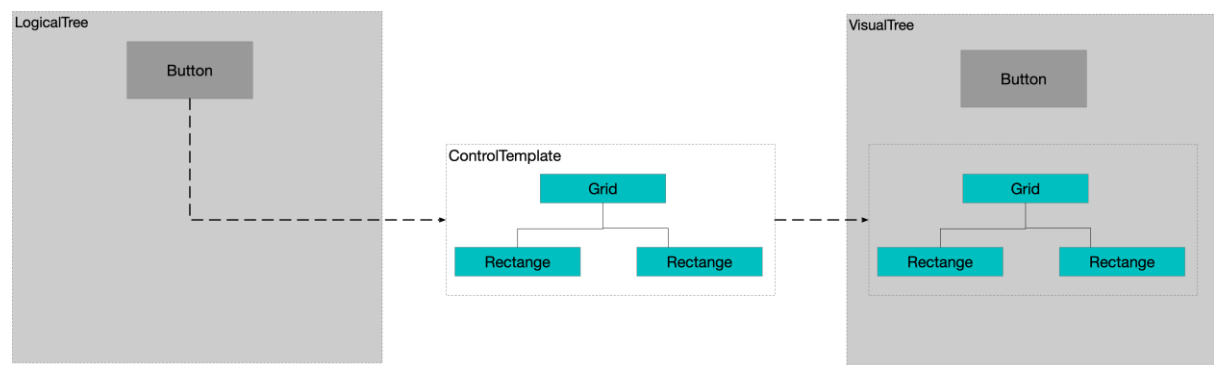 LogicalTree
Button
ControlTemplate
Grid
Rectange
Rectange
VisualTree
Button
Grid
Rectange
Rectange